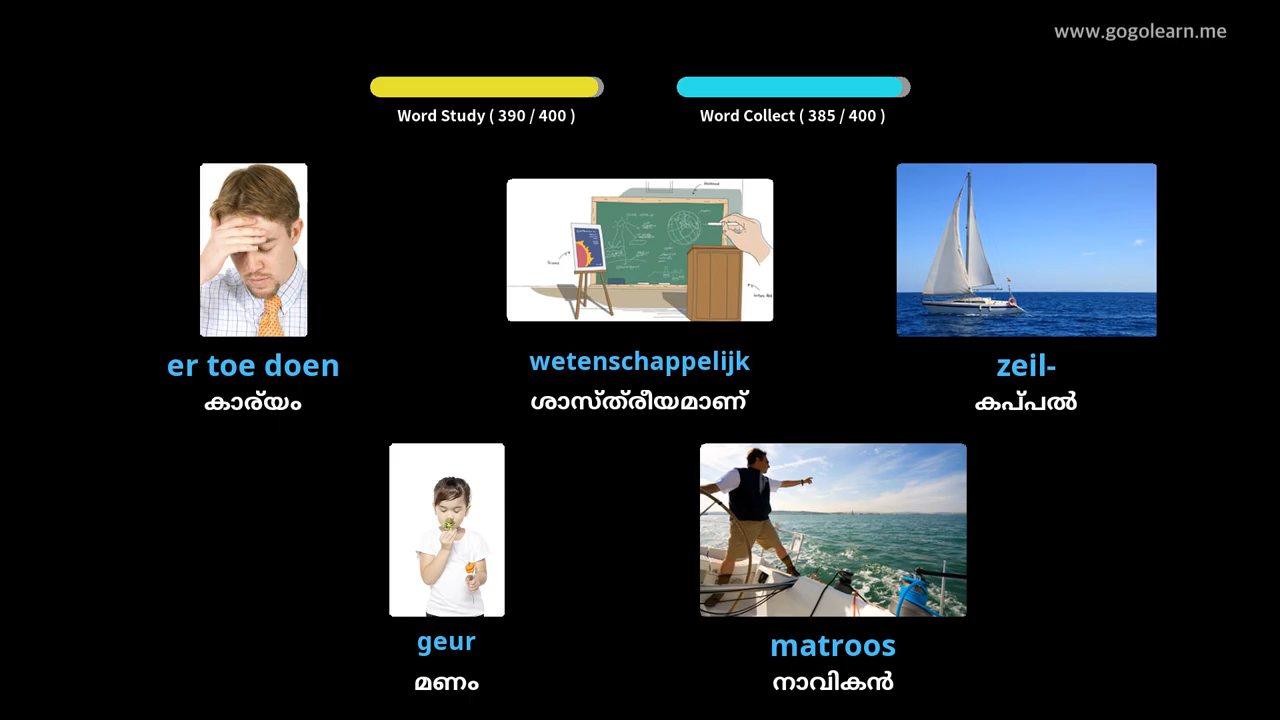 www.gogolearn.me
Word Study ( 390 / 400 )
Word Collect ( 385 / 400 )
er toe doen
കാര്യം
wetenschappelijk
ശാസ്ത്രീയമാണ്
zeil-
കപ്പൽ
geur
മണം
matroos
നാവികൻ